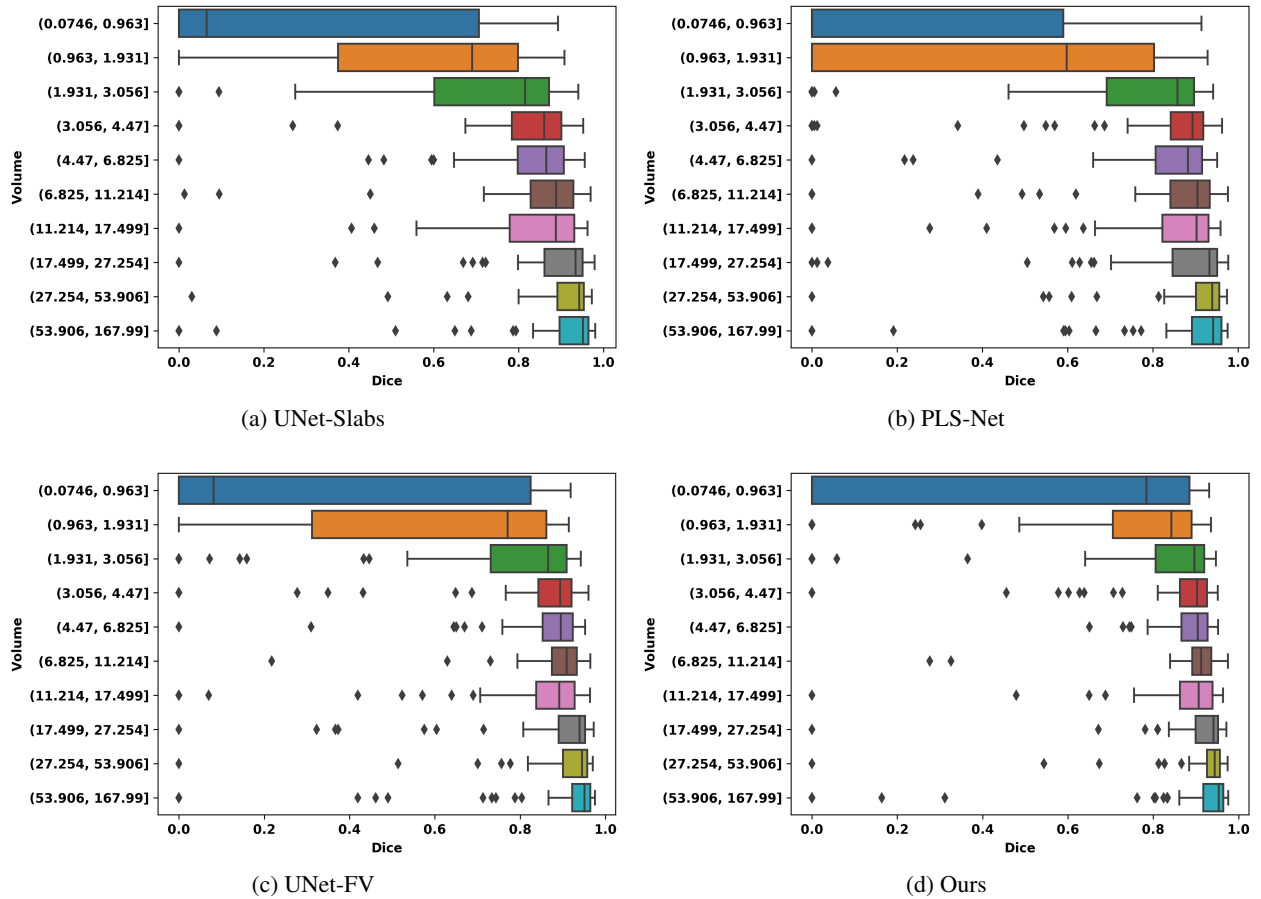 (0.0746, 0.963]
(0.963, 1.931]
(1.931, 3.056]
(3.056, 4.47]
(4.47, 6.825]
(6.825, 11.214]
(11.214, 17.499]
(17.499, 27.254]
(27.254, 53.906]
(53.906, 167.99]
Volume
0.0 0.2 0.4 0.6 0.8 1.0
Dice
(a) UNet-Slabs
(0.0746, 0.963]
(0.963, 1.931]
(1.931, 3.056]
(3.056, 4.47]
(4.47, 6.825]
(6.825, 11.214]
(11.214, 17.499]
(17.499, 27.254]
(27.254, 53.906]
(53.906, 167.99]
Volume
0.0 0.2 0.4 0.6 0.8 1.0
Dice
(b) PLS-Net
(0.0746, 0.963]
(0.963, 1.931]
(1.931, 3.056]
(3.056, 4.47]
(4.47, 6.825]
(6.825, 11.214]
(11.214, 17.499]
(17.499, 27.254]
(27.254, 53.906]
(53.906, 167.99]
Volume
0.0 0.2 0.4 0.6 0.8 1.0
Dice
(c) UNet-FV
(0.0746, 0.963]
(0.963, 1.931]
(1.931, 3.056]
(3.056, 4.47]
(4.47, 6.825]
(6.825, 11.214]
(11.214, 17.499]
(17.499, 27.254]
(27.254, 53.906]
(53.906, 167.99]
Volume
0.0 0.2 0.4 0.6 0.8 1.0
Dice
(d) Ours